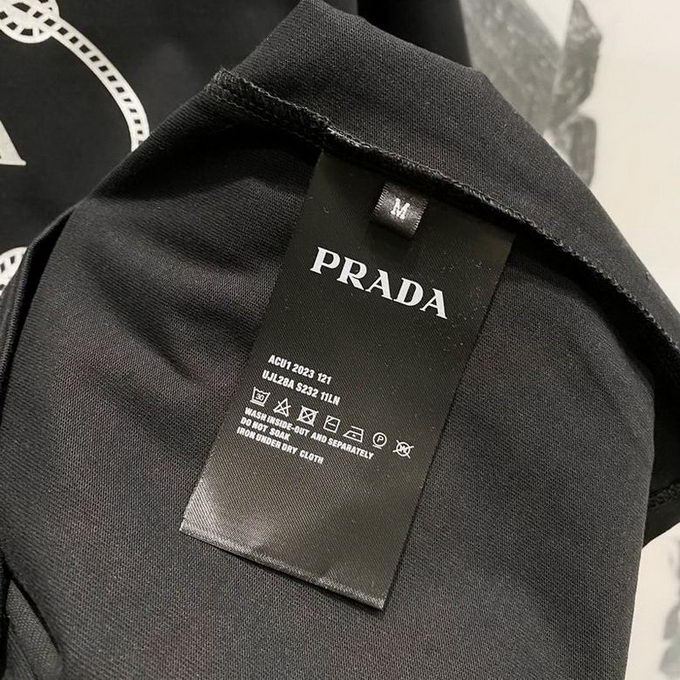 A
M
PRADA
ACU1 2023 121
UJL28A S232 11LN
30
P
W
WASH INSIDE-OUT AND SEPARATELY
DO NOT SOAK
IRON UNDER DRY CLOTH